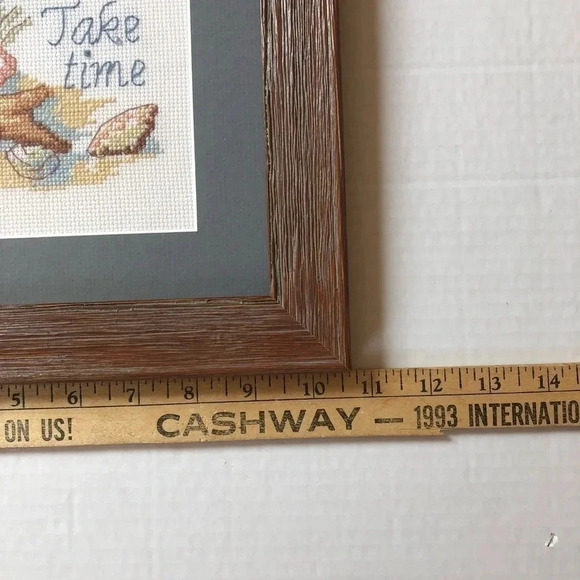 Take
time
5 6 7 8 9 10 11 12 13 14
ON US! CASHWAY — 1993 INTERNATIO